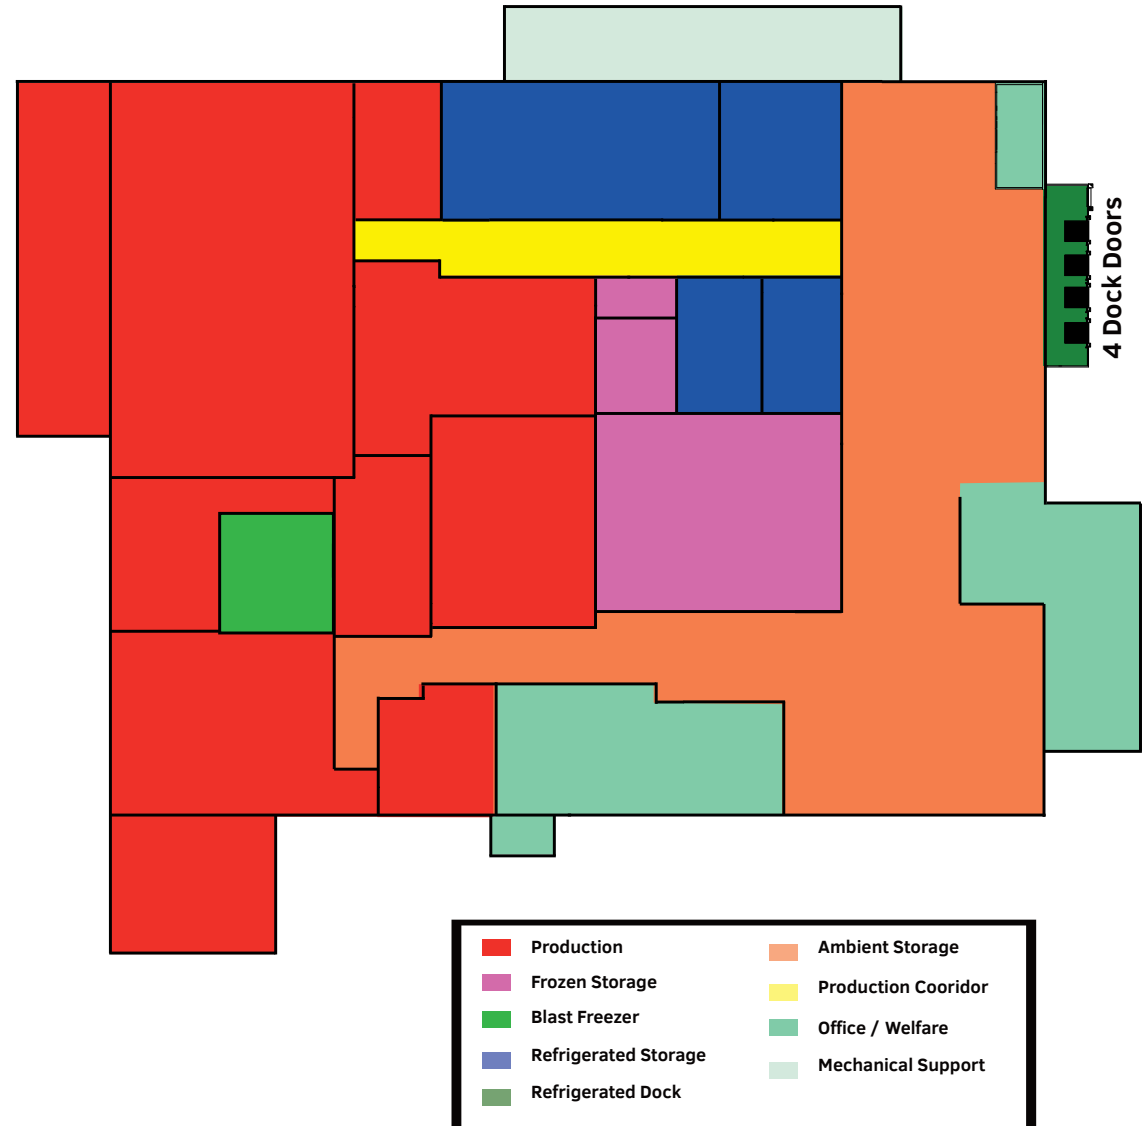 4 Dock Doors
Production
Frozen Storage
Blast Freezer
Refrigerated Storage
Refrigerated Dock
Ambient Storage
Production Cooridor
Office / Welfare
Mechanical Support